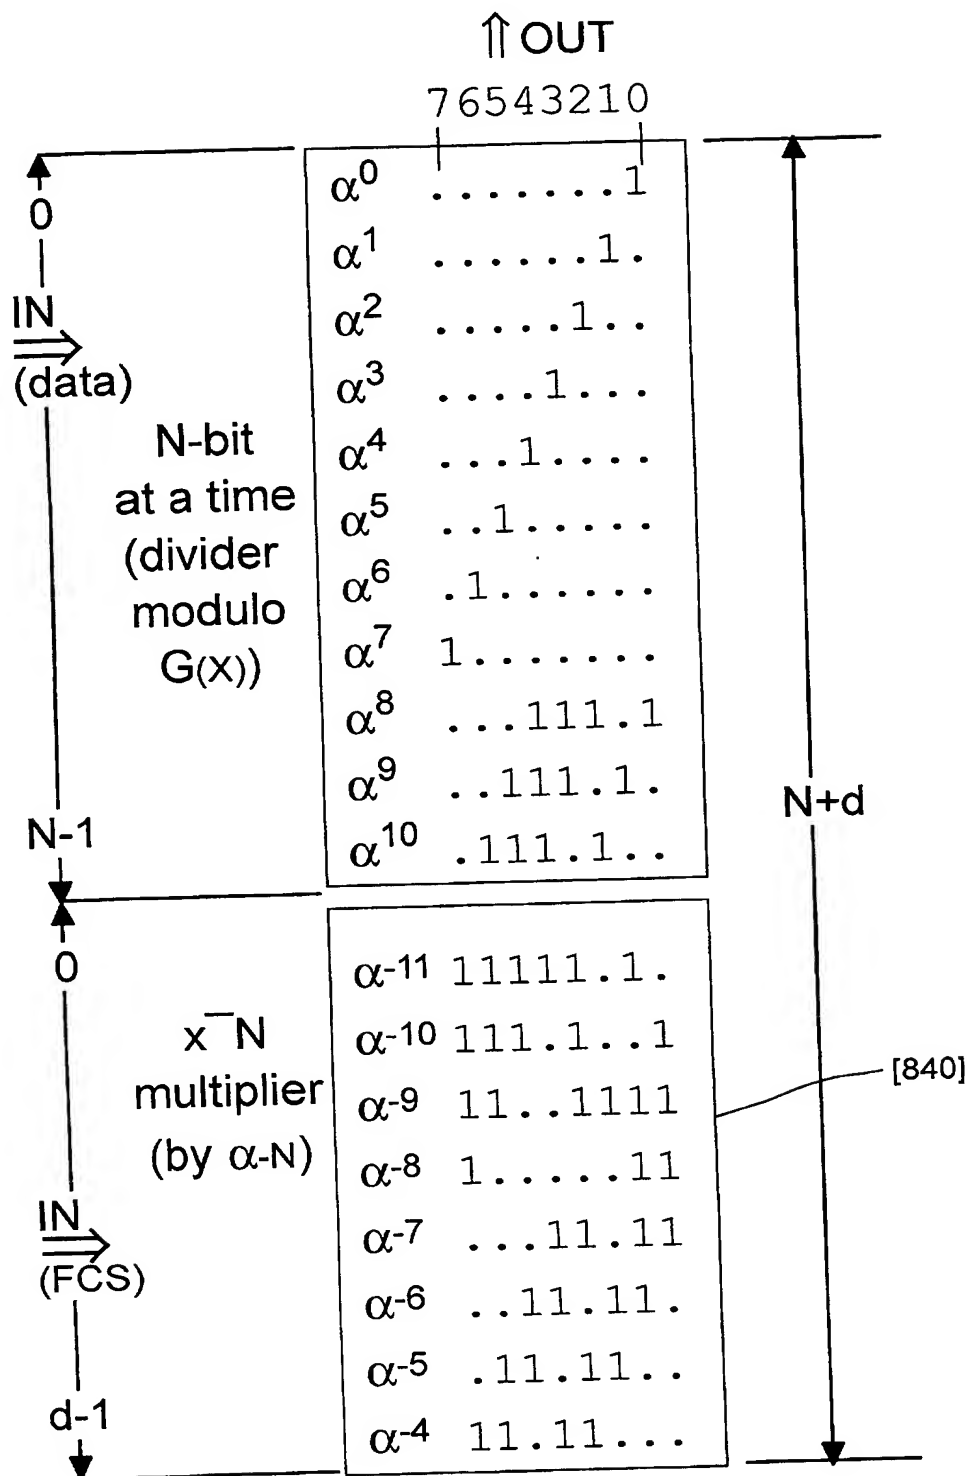 ⇑ OUT
76543210
α0 .......1
0
α1 ......1.
IN
α2 .....1..
(data)
α3 ....1...
N-bit
α4 ...1....
at a time
α5 ..1.....
(divider
α6 .1......
modulo
α7 1.......
G(X))
α8 ...111.1
α9 ..111.1.
N+d
N-1
α10 .111.1..
0
α-11 11111.1.
x-N
α-10 111.1..1
multiplier
[840]
α-9 11..1111
(by α-N)
α-8 1.....11
IN
α-7 ...11.11
(FCS)
α-6 ..11.11.
α-5 .11.11..
d-1
α-4 11.11...